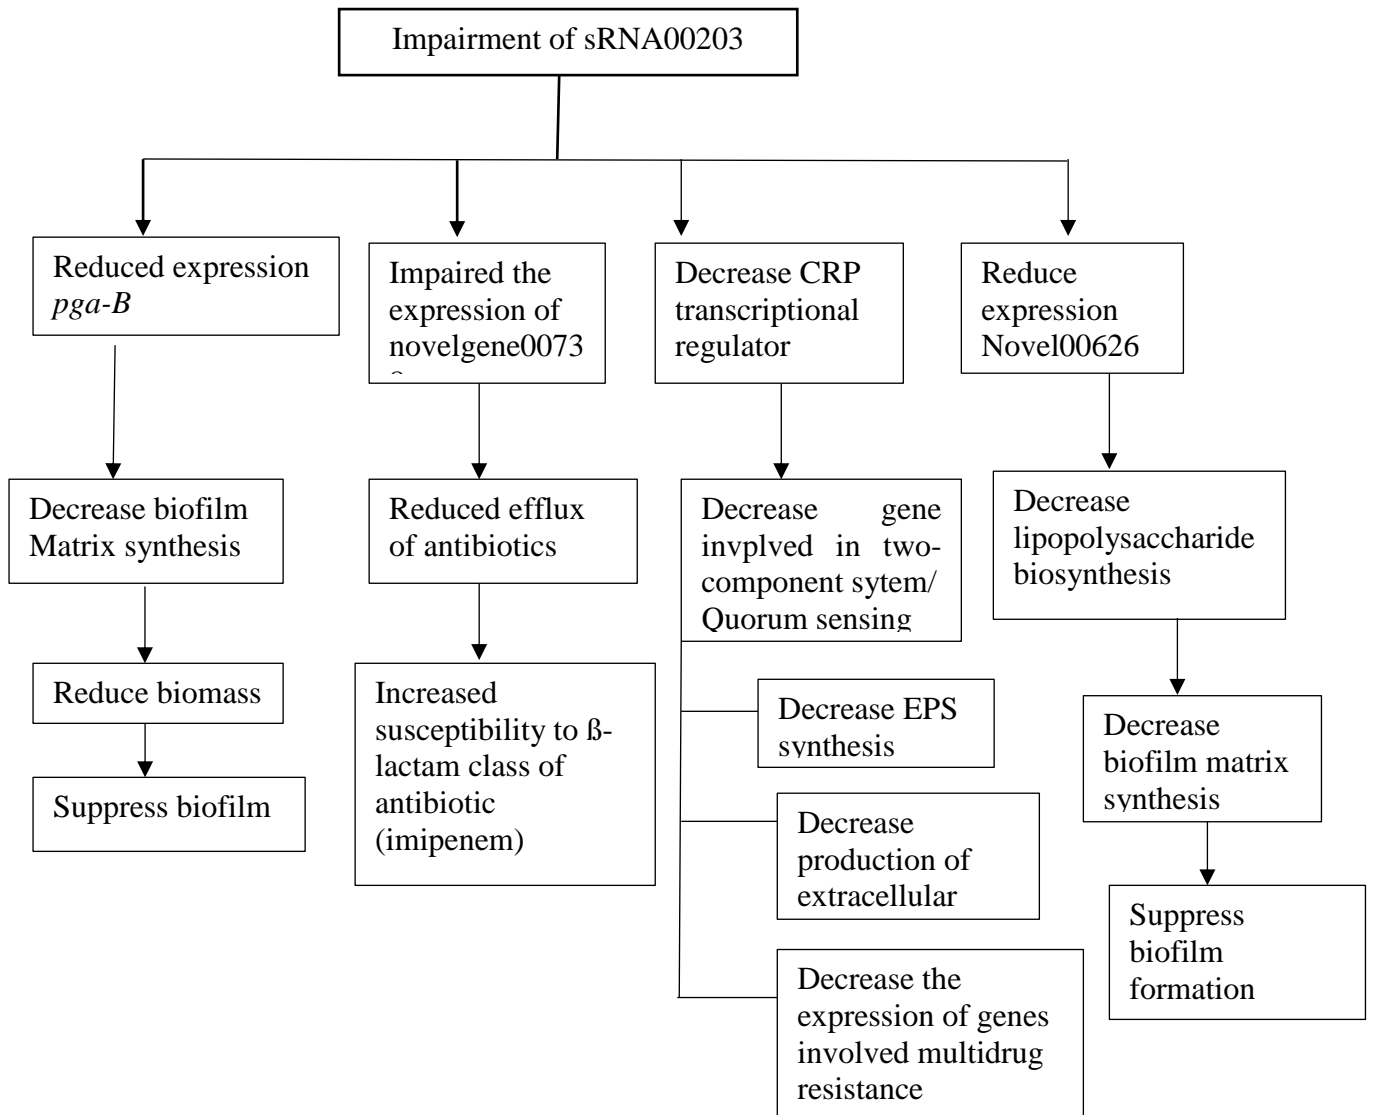 Impairment of sRNA00203
Reduced expression
pga-B
Impaired the
expression of
novelgene0073
Decrease CRP
transcriptional
regulator
Reduce
expression
Novel00626
Decrease biofilm
Matrix synthesis
Reduced efflux
of antibiotics
Decrease gene
invplved in two-
component sytem/
Quorum sensing
Decrease
lipopolysaccharide
biosynthesis
Reduce biomass
Increased
susceptibility to ß-
lactam class of
antibiotic
(imipenem)
Decrease EPS
synthesis
Decrease
biofilm matrix
synthesis
Suppress biofilm
Decrease
production of
extracellular
Suppress
biofilm
formation
Decrease the
expression of genes
involved multidrug
resistance